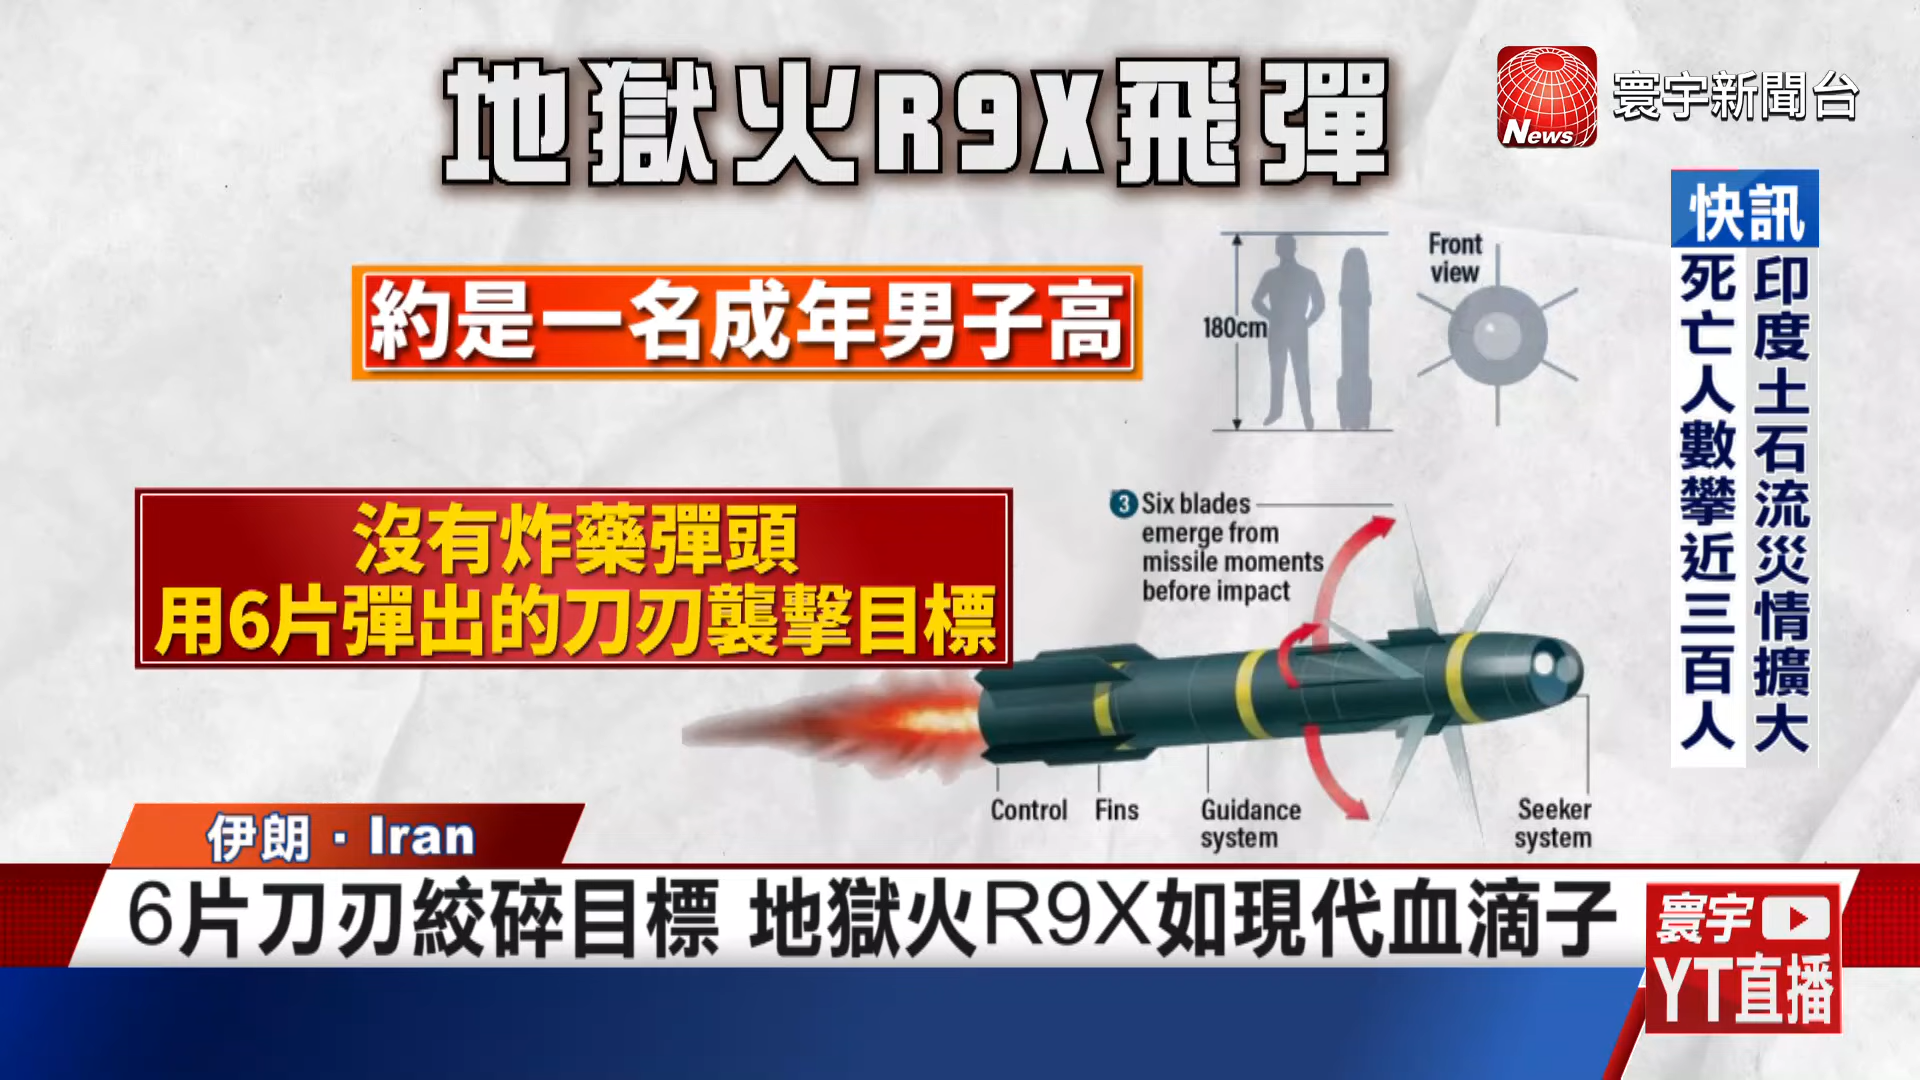 地獄火R9X飛彈
News
寰宇新聞台
快訊
印度土石流災情擴大
死亡人數攀近三百人
約是一名成年男子高
180cm
Front
view
沒有炸藥彈頭
用6片彈出的刀刃襲擊目標
3 Six blades
emerge from
missile moments
before impact
Control
Fins
Guidance
system
Seeker
system
伊朗·Iran
6片刀刃絞碎目標 地獄火R9X如現代血滴子
寰宇
YT直播